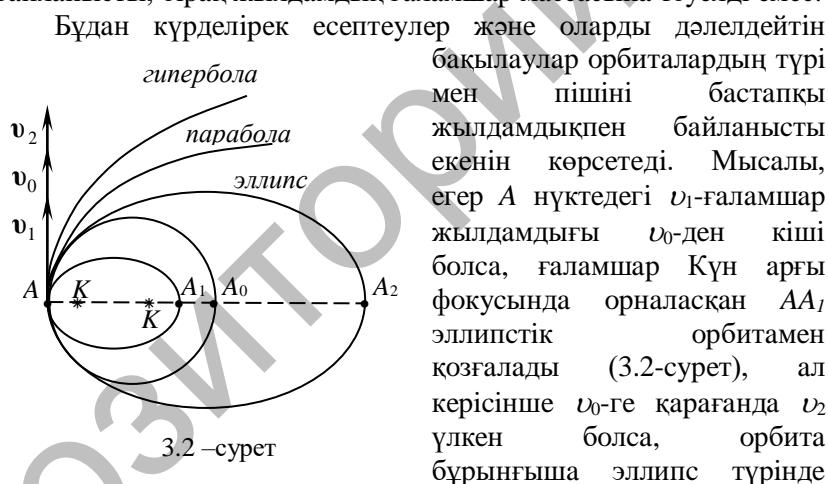 Бұдан күрделірек есептеулер және оларды дәлелдейтін
бақылаулар орбиталардың түрі
мен пішіні бастапқы
жылдамдықпен байланысты
екенін көрсетеді. Мысалы,
егер A нүктедегі υ1-ғаламшар
жылдамдығы υ0-ден кіші
болса, ғаламшар Күн арғы
фокусында орналасқан AA1
эллипстік орбитамен
қозғалады (3.2-сурет), ал
керісінше υ0-ге қарағанда υ2
үлкен болса, орбита
бұрынғыша эллипс түрінде
гипербола
парабола
эллипс
υ2
υ0
υ1
A K A1 A0 A2
K
3.2 –сурет